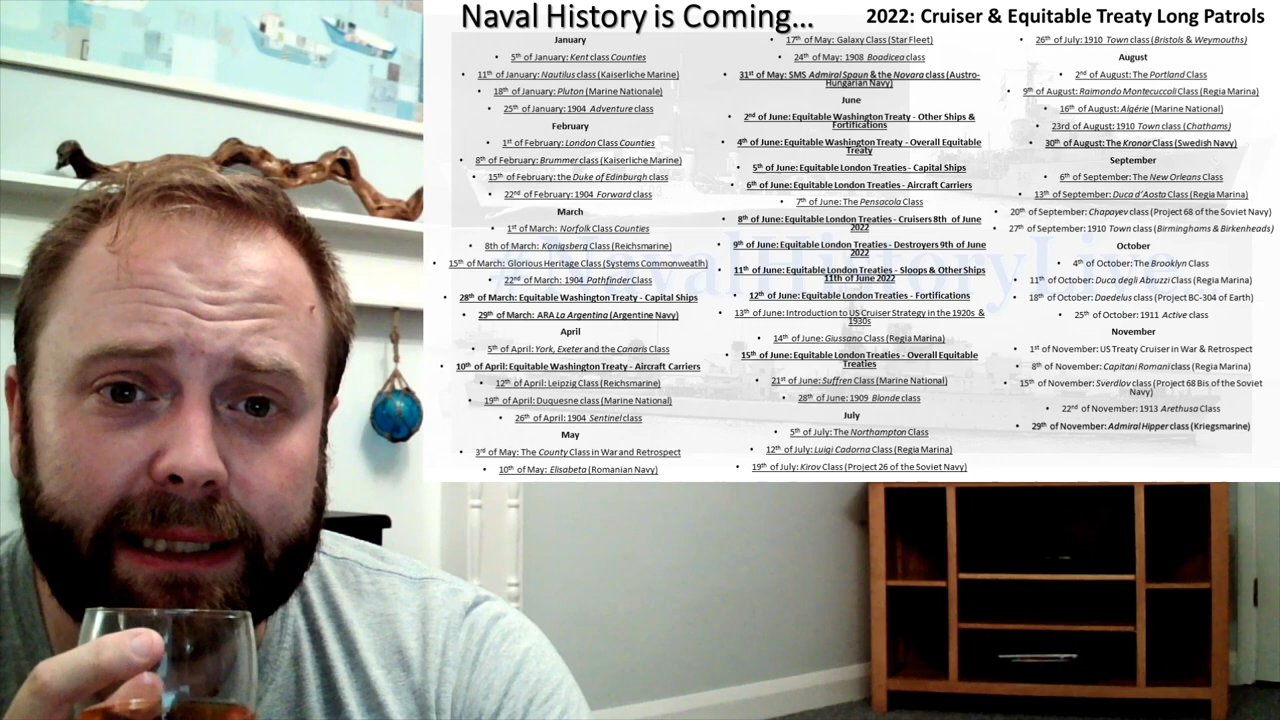 Naval History is Coming...
2022: Cruiser & Equitable Treaty Long Patrols
January
• 5th of January: Kent class Counties
• 11th of January: Nautilus class (Kaiserliche Marine)
• 18th of January: Pluton (Marine Nationale)
• 25th of January: 1904 Adventure class
February
• 1st of February: London Class Counties
• 8th of February: Brummer class (Kaiserliche Marine)
• 15th of February: the Duke of Edinburgh class
• 22nd of February: 1904 Forward class
March
• 1st of March: Norfolk Class Counties
• 8th of March: Konigsberg Class (Reichsmarine)
• 15th of March: Glorious Heritage Class (Systems Commonwealth)
• 22nd of March: 1904 Pathfinder Class
• 28th of March: Equitable Washington Treaty - Capital Ships
• 29th of March: ARA La Argentina (Argentine Navy)
April
• 5th of April: York, Exeter and the Canaris Class
• 10th of April: Equitable Washington Treaty - Aircraft Carriers
• 12th of April: Leipzig Class (Reichsmarine)
• 19th of April: Duquesne class (Marine National)
• 26th of April: 1904 Sentinel class
May
• 3rd of May: The County Class in War and Retrospect
• 10th of May: Elisabeta (Romanian Navy)
• 17th of May: Galaxy Class (Star Fleet)
• 24th of May: 1908 Boadicea class
• 31st of May: SMS Admiral Spaun & the Novara class (Austro-
Hungarian Navy)
June
• 2nd of June: Equitable Washington Treaty - Other Ships &
Fortifications
• 4th of June: Equitable Washington Treaty - Overall Equitable
Treaty
• 5th of June: Equitable London Treaties - Capital Ships
• 6th of June: Equitable London Treaties - Aircraft Carriers
• 7th of June: The Pensacola Class
• 8th of June: Equitable London Treaties - Cruisers 8th of June
2022
• 9th of June: Equitable London Treaties - Destroyers 9th of June
2022
• 11th of June: Equitable London Treaties - Sloops & Other Ships
11th of June 2022
• 12th of June: Equitable London Treaties - Fortifications
• 13th of June: Introduction to US Cruiser Strategy in the 1920s &
1930s
• 14th of June: Giussano Class (Regia Marina)
• 15th of June: Equitable London Treaties - Overall Equitable
Treaties
• 21st of June: Suffren Class (Marine National)
• 28th of June: 1909 Blonde class
July
• 5th of July: The Northampton Class
• 12th of July: Luigi Cadorna Class (Regia Marina)
• 19th of July: Kirov Class (Project 26 of the Soviet Navy)
• 26th of July: 1910 Town class (Bristols & Weymouths)
August
• 2nd of August: The Portland Class
• 9th of August: Raimondo Montecuccoli Class (Regia Marina)
• 16th of August: Algérie (Marine National)
• 23rd of August: 1910 Town class (Chathams)
• 30th of August: The Kronor Class (Swedish Navy)
September
• 6th of September: The New Orleans Class
• 13th of September: Duca d'Aosta Class (Regia Marina)
• 20th of September: Chapayev class (Project 68 of the Soviet Navy)
• 27th of September: 1910 Town class (Birminghams & Birkenheads)
October
• 4th of October: The Brooklyn Class
• 11th of October: Duca degli Abruzzi Class (Regia Marina)
• 18th of October: Daedelus class (Project BC-304 of Earth)
• 25th of October: 1911 Active class
November
• 1st of November: US Treaty Cruiser in War & Retrospect
• 8th of November: Capitani Romani class (Regia Marina)
• 15th of November: Sverdlov class (Project 68 Bis of the Soviet
Navy)
• 22nd of November: 1913 Arethusa Class
• 29th of November: Admiral Hipper class (Kriegsmarine)
#NavalHistoryLive